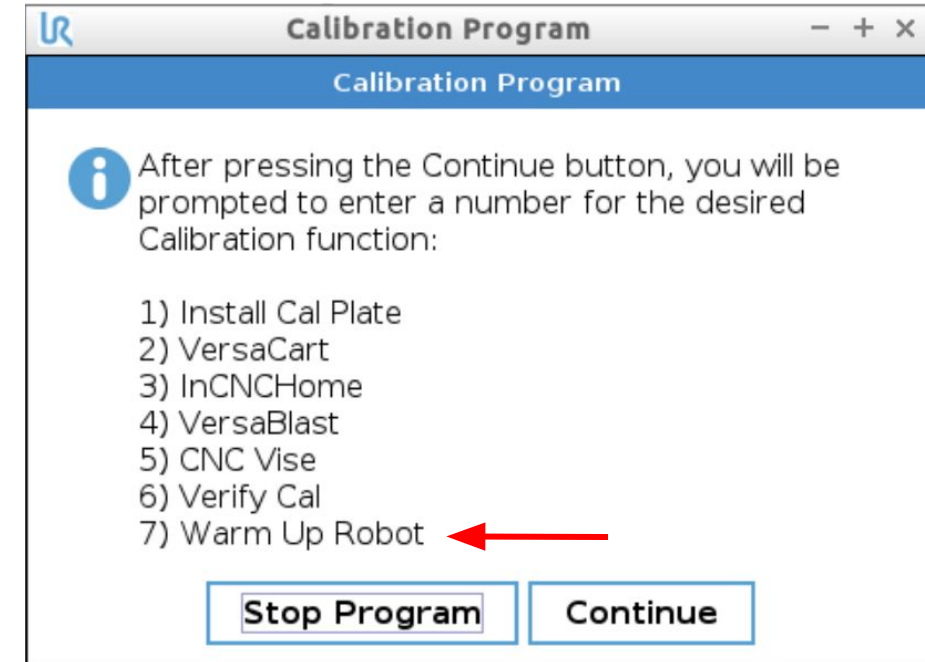 UR Calibration Program
Calibration Program
After pressing the Continue button, you will be
prompted to enter a number for the desired
Calibration function:
1) Install Cal Plate
2) VersaCart
3) InCNCHome
4) VersaBlast
5) CNC Vise
6) Verify Cal
7) Warm Up Robot
Stop Program Continue